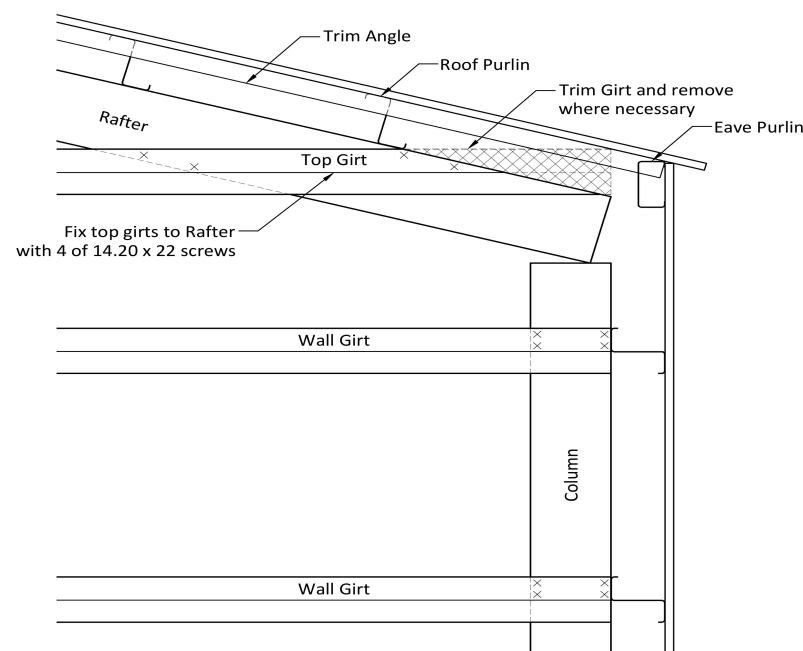 Trim Angle
Roof Purlin
Trim Girt and remove
where necessary
Eave Purlin
Rafter
Top Girt
Fix top girts to Rafter
with 4 of 14.20 x 22 screws
Wall Girt
Column
Wall Girt